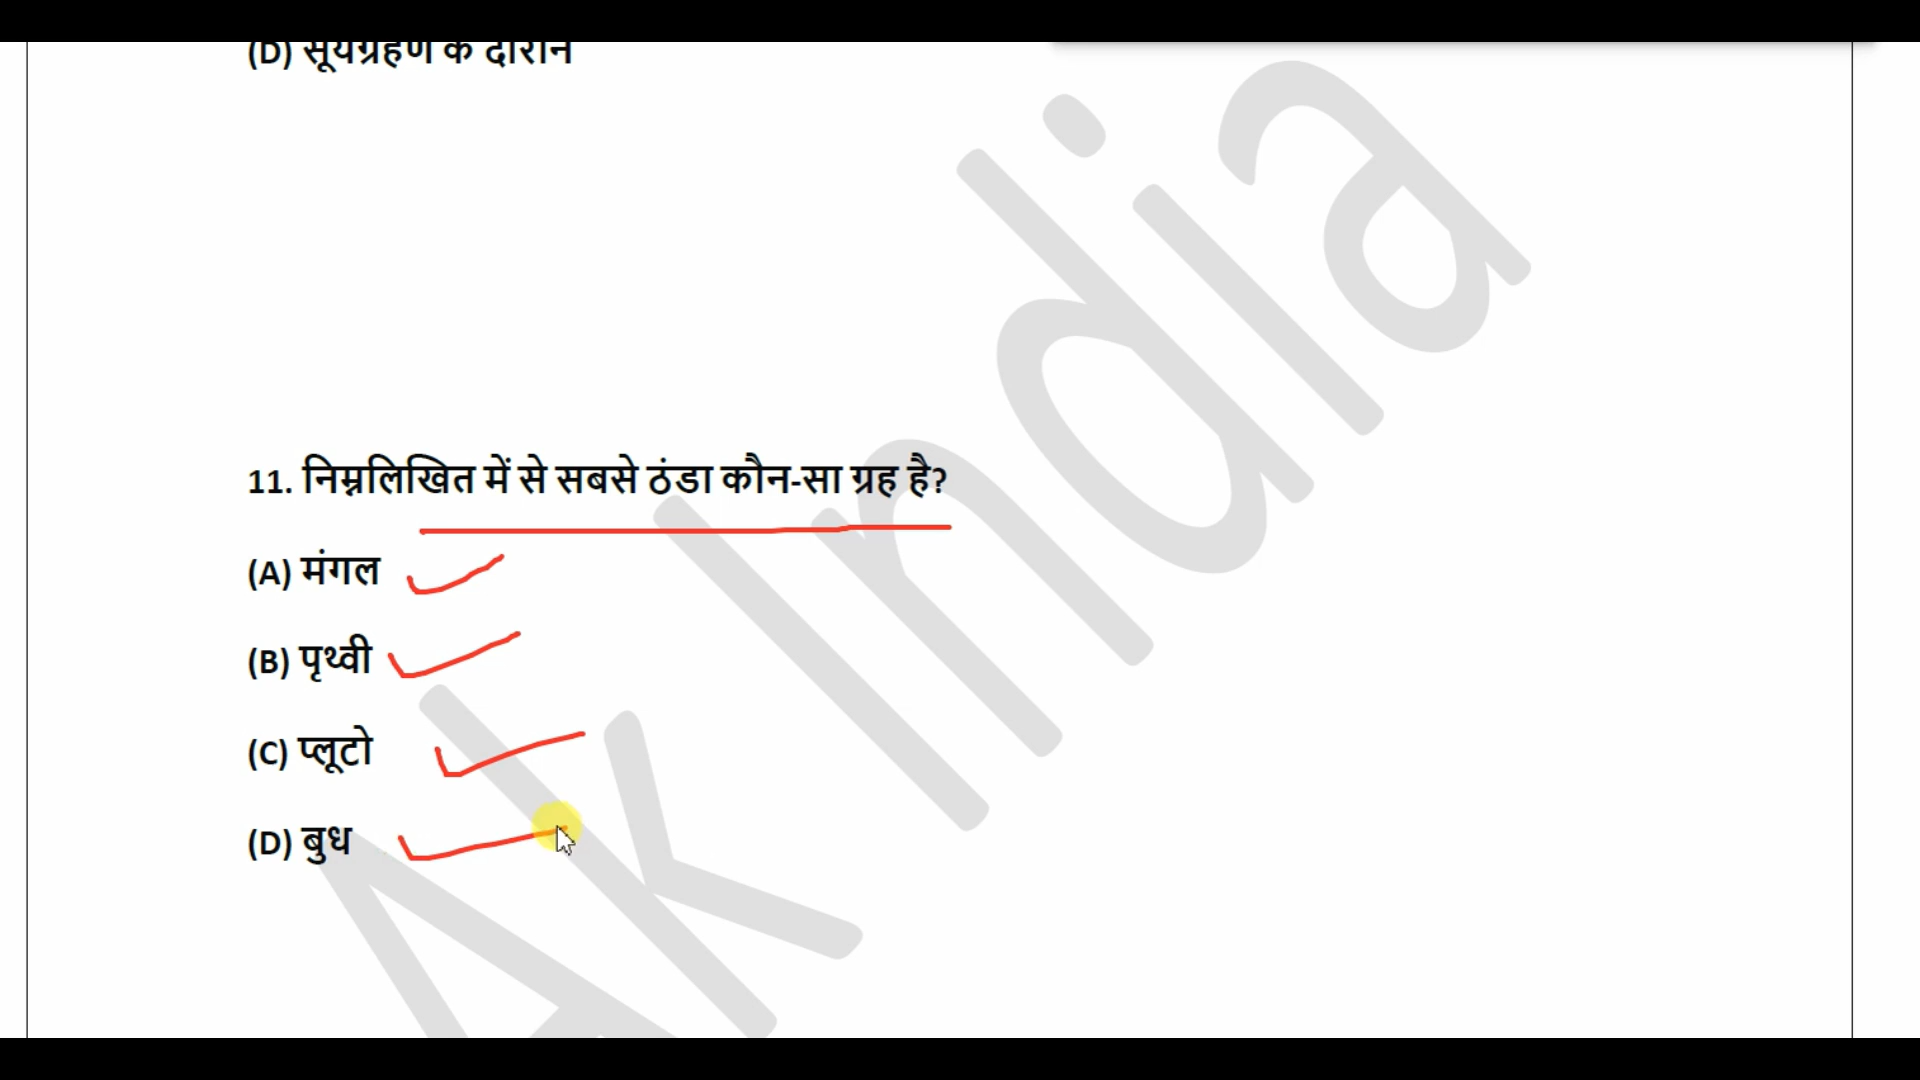 (D) सूर्यग्रहण के दौरान
11. निम्नलिखित में से सबसे ठंडा कौन-सा ग्रह है?
(A) मंगल
(B) पृथ्वी
(C) प्लूटो
(D) बुध
Ak India